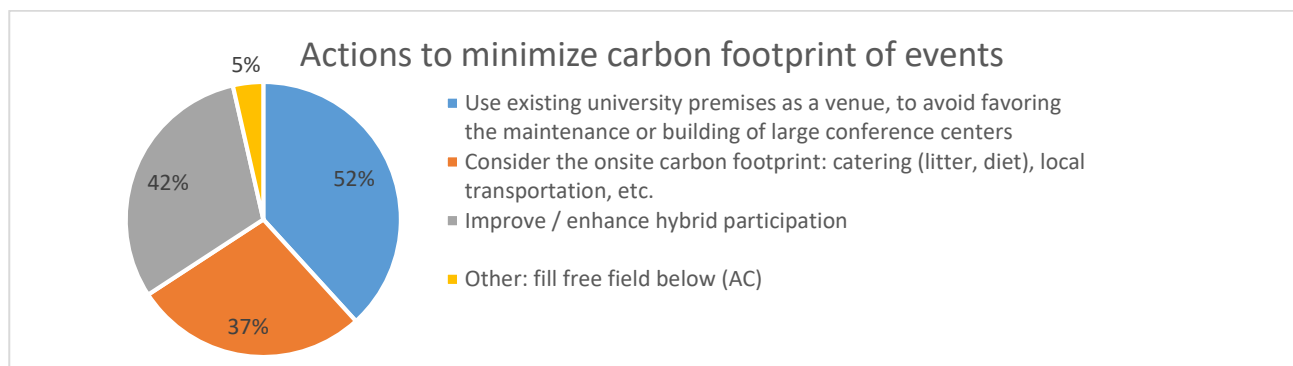 Actions to minimize carbon footprint of events
5%
52%
42%
37%
Use existing university premises as a venue, to avoid favoring
the maintenance or building of large conference centers
Consider the onsite carbon footprint: catering (litter, diet), local
transportation, etc.
Improve / enhance hybrid participation
Other: fill free field below (AC)